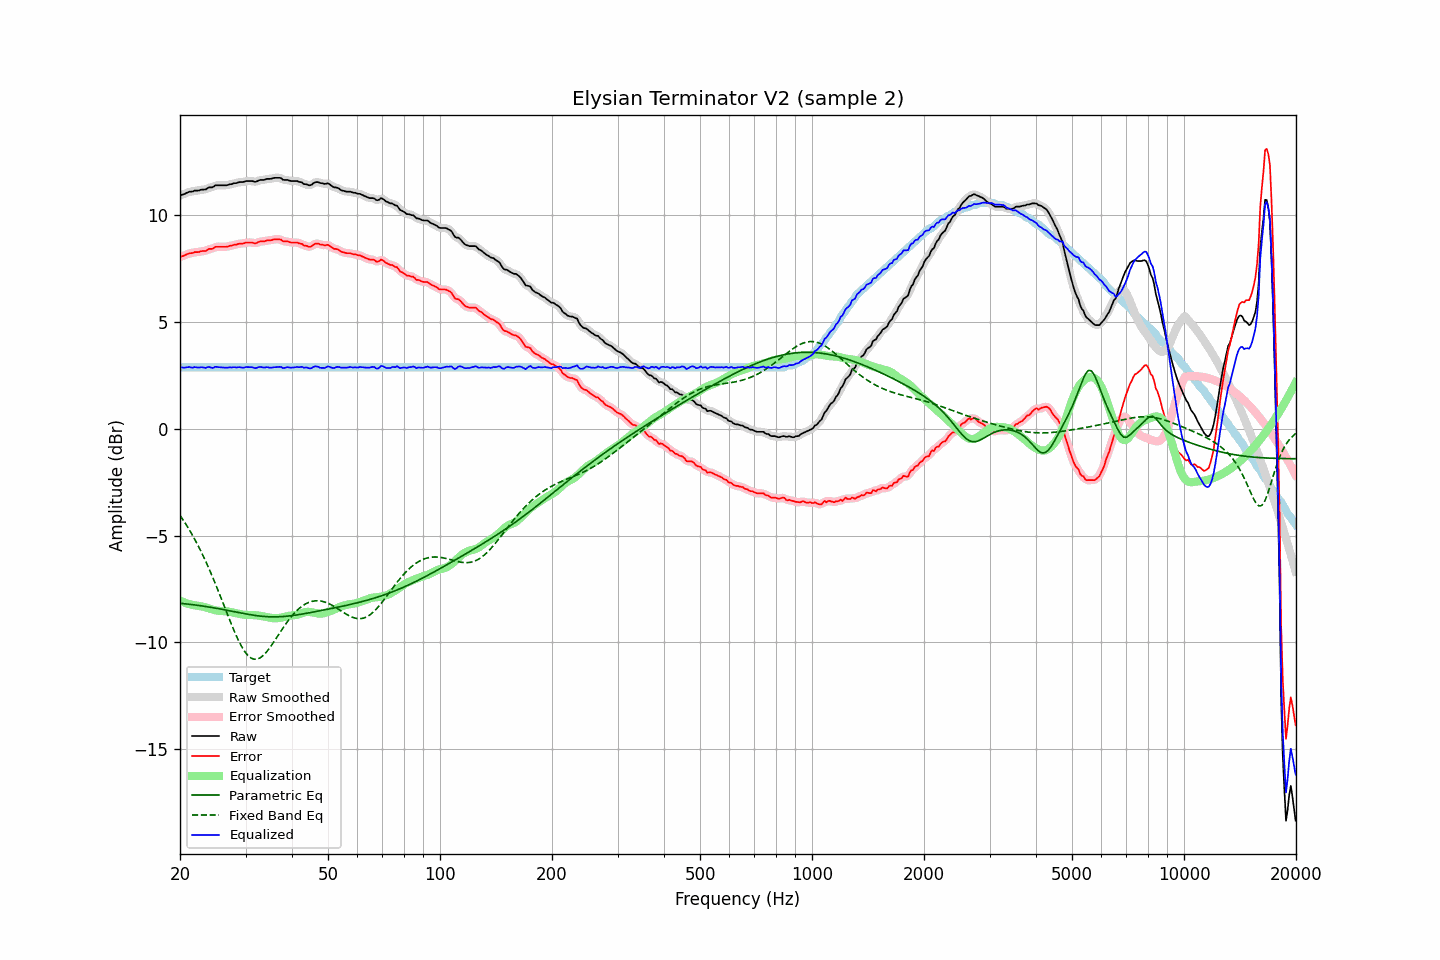 Elysian Terminator V2 (sample 2)
Amplitude (dBr)
10
5
0
−5
−10
−15
Target
Raw Smoothed
Error Smoothed
Raw
Error
Equalization
Parametric Eq
Fixed Band Eq
Equalized
20 50 100 200 500 1000 2000 5000 10000 20000
Frequency (Hz)